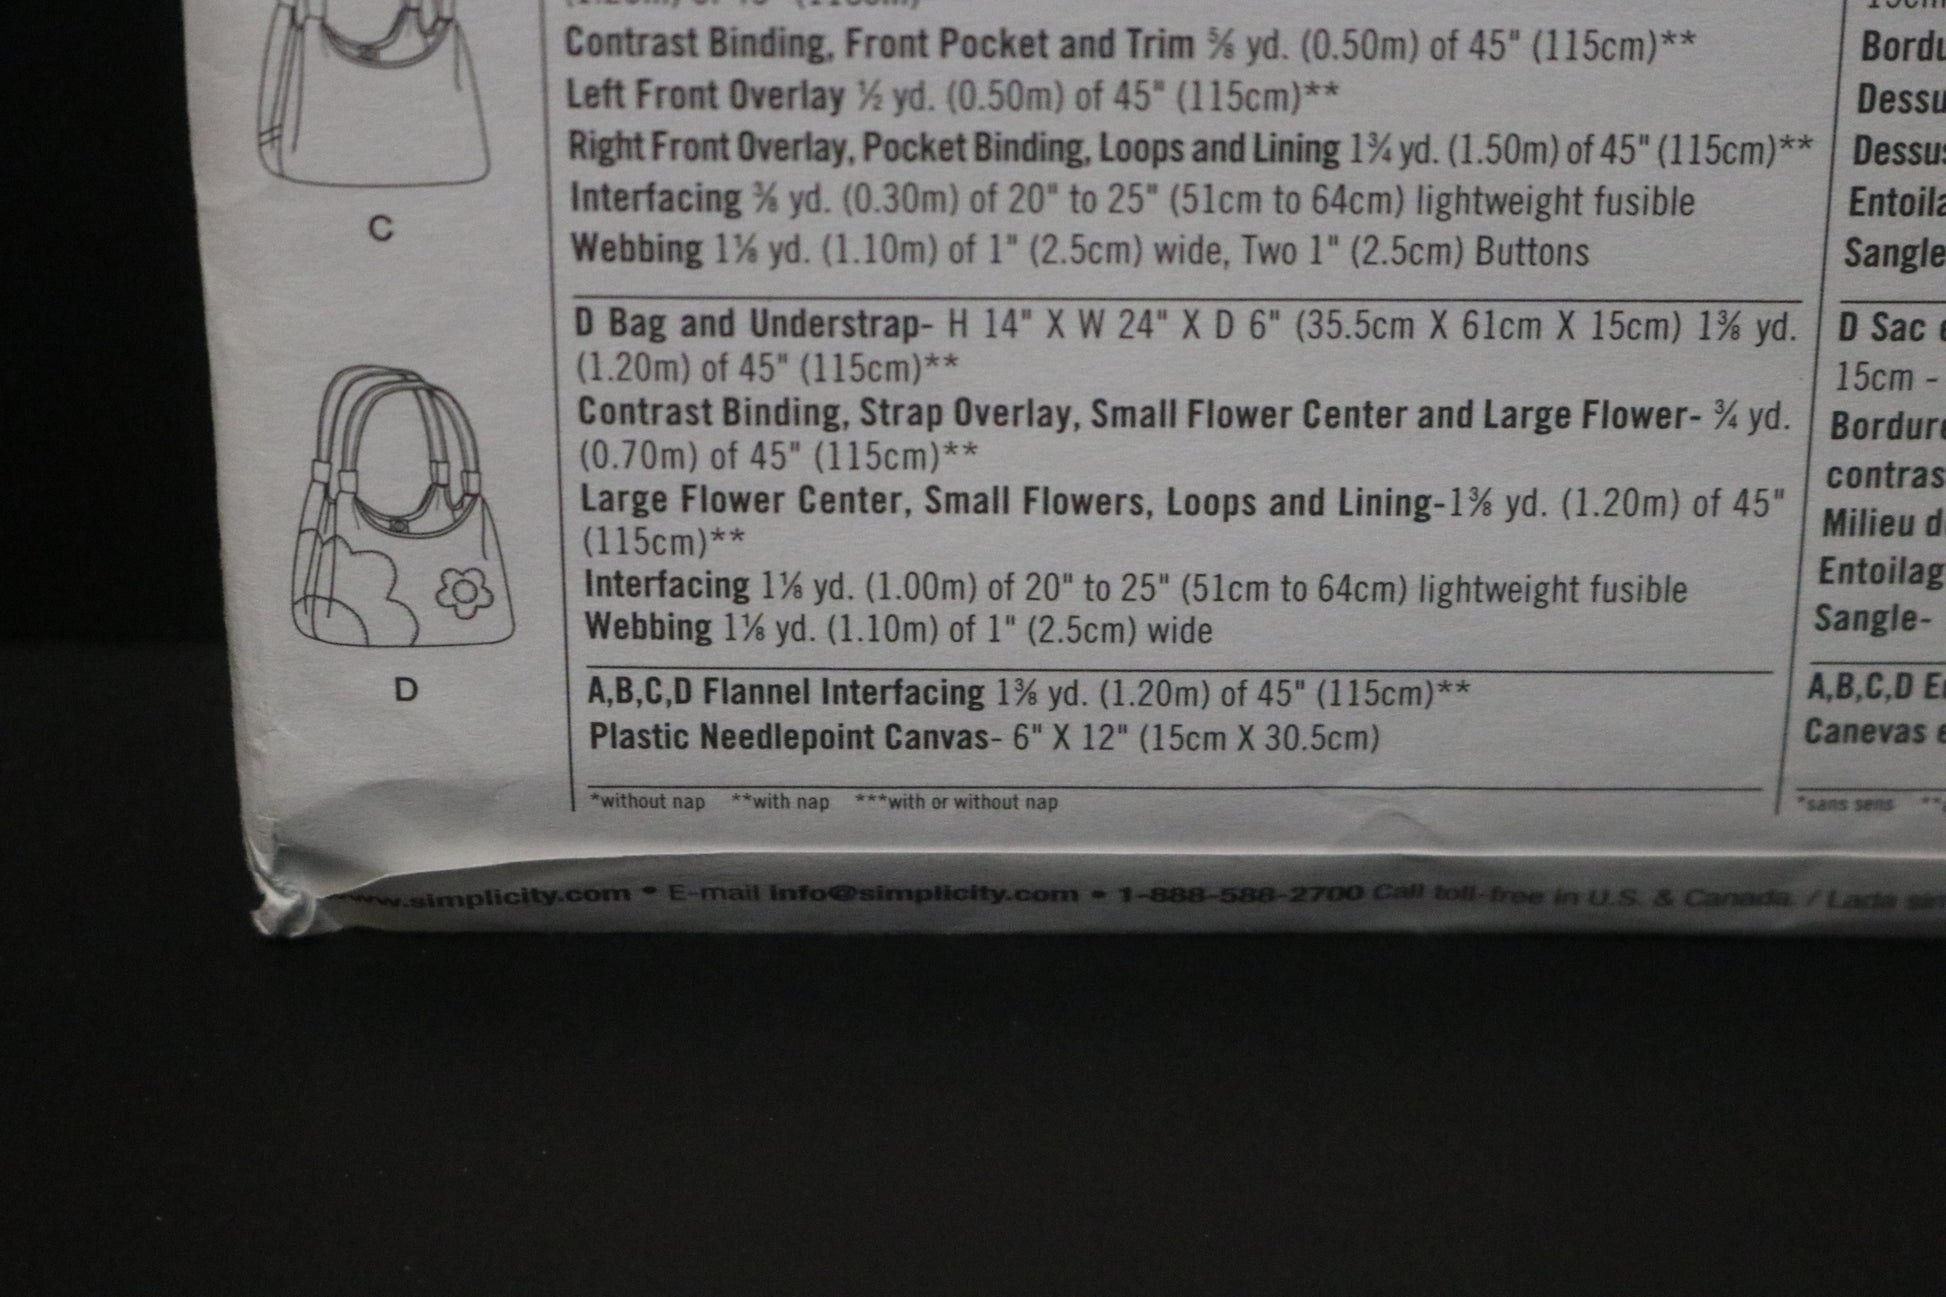 Contrast Binding, Front Pocket and Trim ⅝ yd. (0.50m) of 45" (115cm)**
Left Front Overlay ½ yd. (0.50m) of 45" (115cm)**
Right Front Overlay, Pocket Binding, Loops and Lining 1¾ yd. (1.50m) of 45" (115cm)**
Interfacing ⅜ yd. (0.30m) of 20" to 25" (51cm to 64cm) lightweight fusible
Webbing 1⅛ yd. (1.10m) of 1" (2.5cm) wide, Two 1" (2.5cm) Buttons
C
D Bag and Understrap- H 14" X W 24" X D 6" (35.5cm X 61cm X 15cm) 1⅜ yd.
(1.20m) of 45" (115cm)**
Contrast Binding, Strap Overlay, Small Flower Center and Large Flower- ¾ yd.
(0.70m) of 45" (115cm)**
Large Flower Center, Small Flowers, Loops and Lining-1⅜ yd. (1.20m) of 45"
(115cm)**
Interfacing 1⅛ yd. (1.00m) of 20" to 25" (51cm to 64cm) lightweight fusible
Webbing 1⅛ yd. (1.10m) of 1" (2.5cm) wide
D
A,B,C,D Flannel Interfacing 1⅜ yd. (1.20m) of 45" (115cm)**
Plastic Needlepoint Canvas- 6" X 12" (15cm X 30.5cm)
*without nap **with nap ***with or without nap
Bordu
Dessu
Dessus
Entoila
Sangle
D Sac
15cm -
Bordure
contras
Milieu d
Entoilag
Sangle-
A,B,C,D
Canevas
*sans sens
www.simplicity.com • E-mail info@simplicity.com • 1-888-588-2700 Call toll-free in U.S. & Canada. /